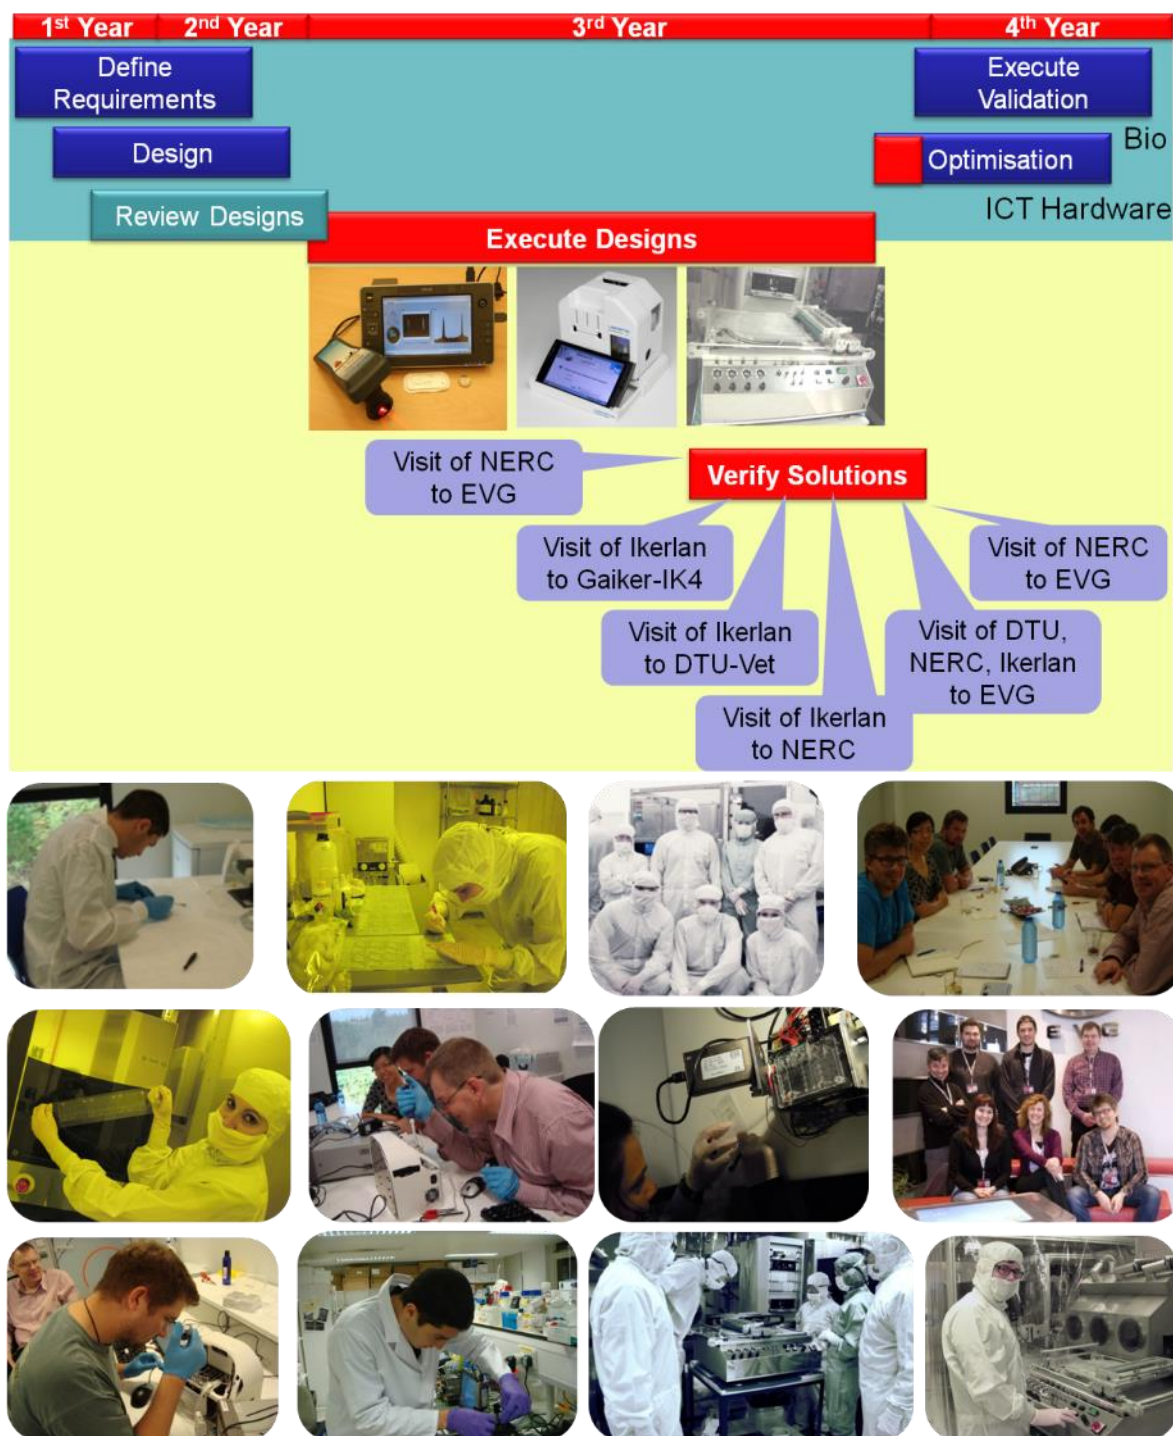 1st Year 2nd Year 3rd Year 4th Year
Define
Requirements
Execute
Validation
Design
Bio
Optimisation
Review Designs
ICT Hardware
Execute Designs
Visit of NERC
to EVG
Verify Solutions
Visit of Ikerlan
to Gaiker-IK4
Visit of NERC
to EVG
Visit of Ikerlan
to DTU-Vet
Visit of DTU,
NERC, Ikerlan
to EVG
Visit of Ikerlan
to NERC
EVG